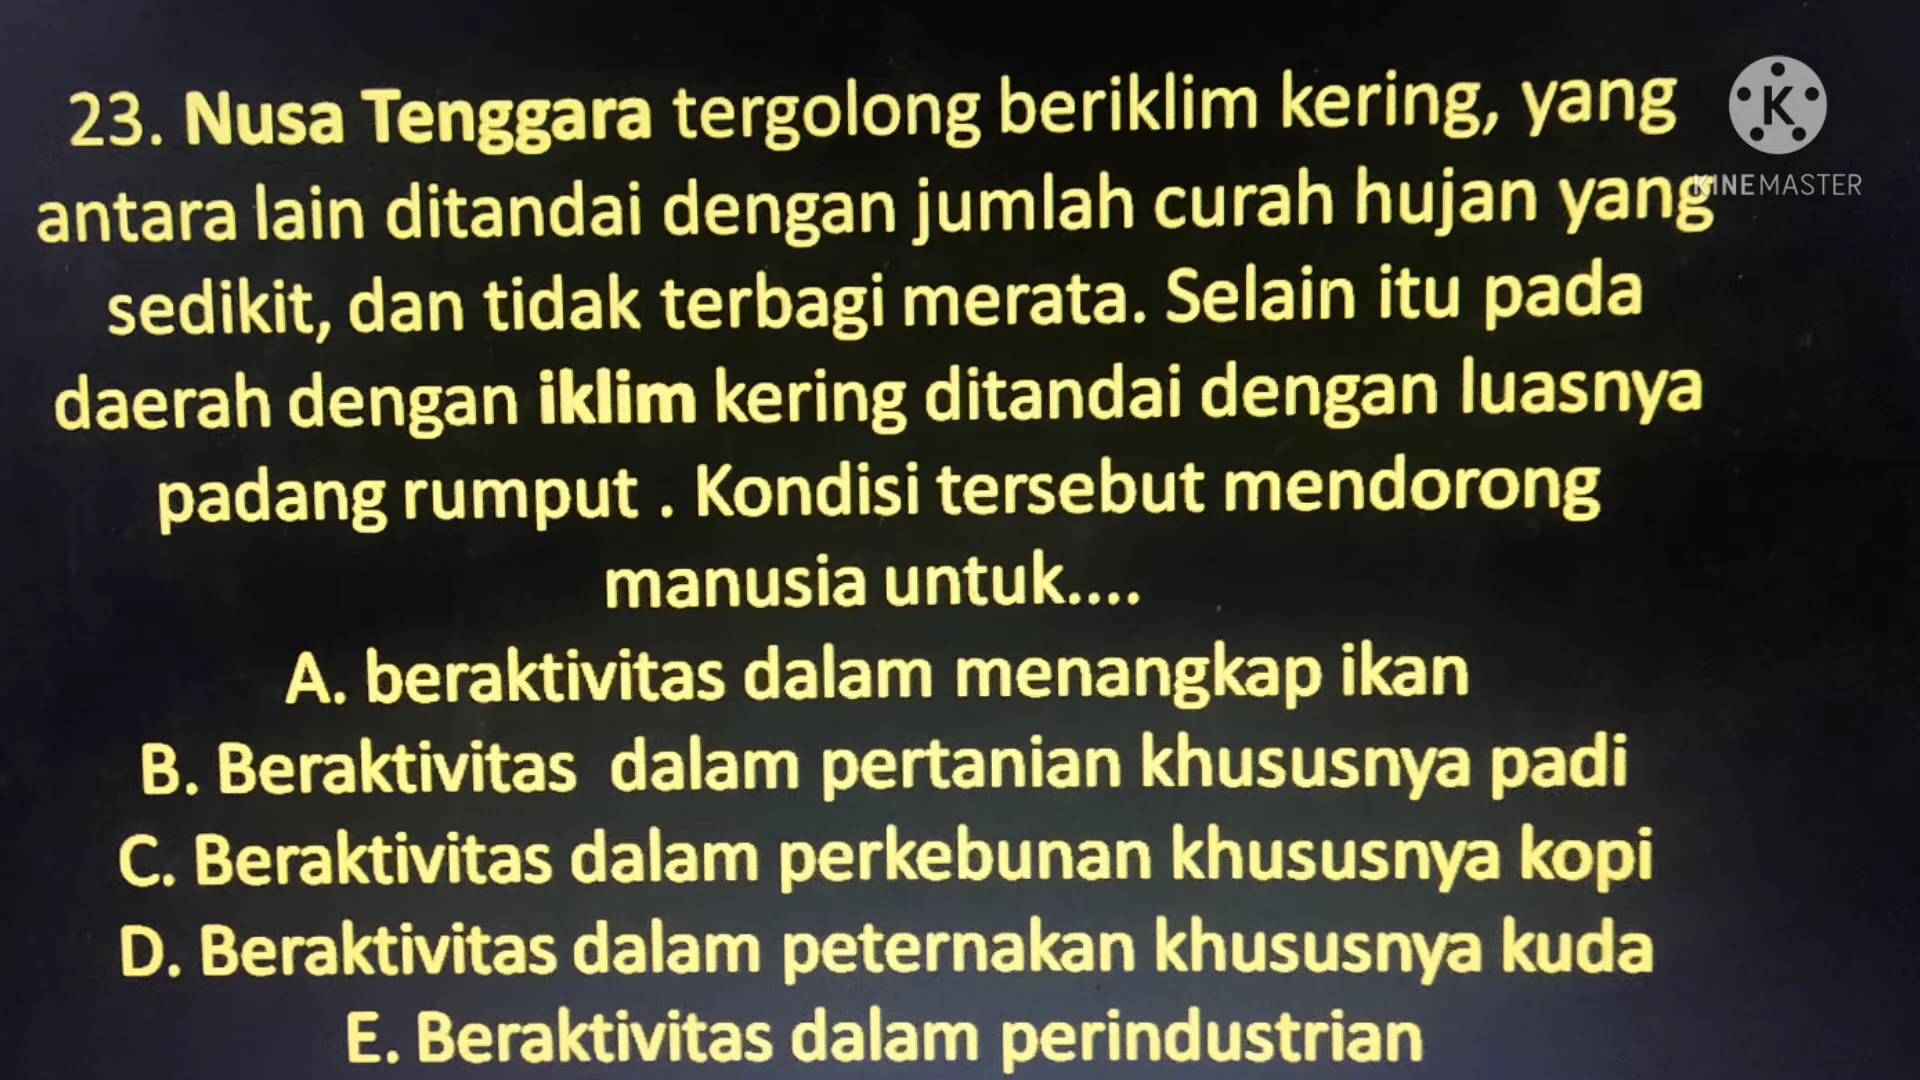 23. Nusa Tenggara tergolong beriklim kering, yang
antara lain ditandai dengan jumlah curah hujan yang
sedikit, dan tidak terbagi merata. Selain itu pada
daerah dengan iklim kering ditandai dengan luasnya
padang rumput . Kondisi tersebut mendorong
manusia untuk....
A. beraktivitas dalam menangkap ikan
B. Beraktivitas dalam pertanian khususnya padi
C. Beraktivitas dalam perkebunan khususnya kopi
D. Beraktivitas dalam peternakan khususnya kuda
E. Beraktivitas dalam perindustrian
K
KINEMASTER